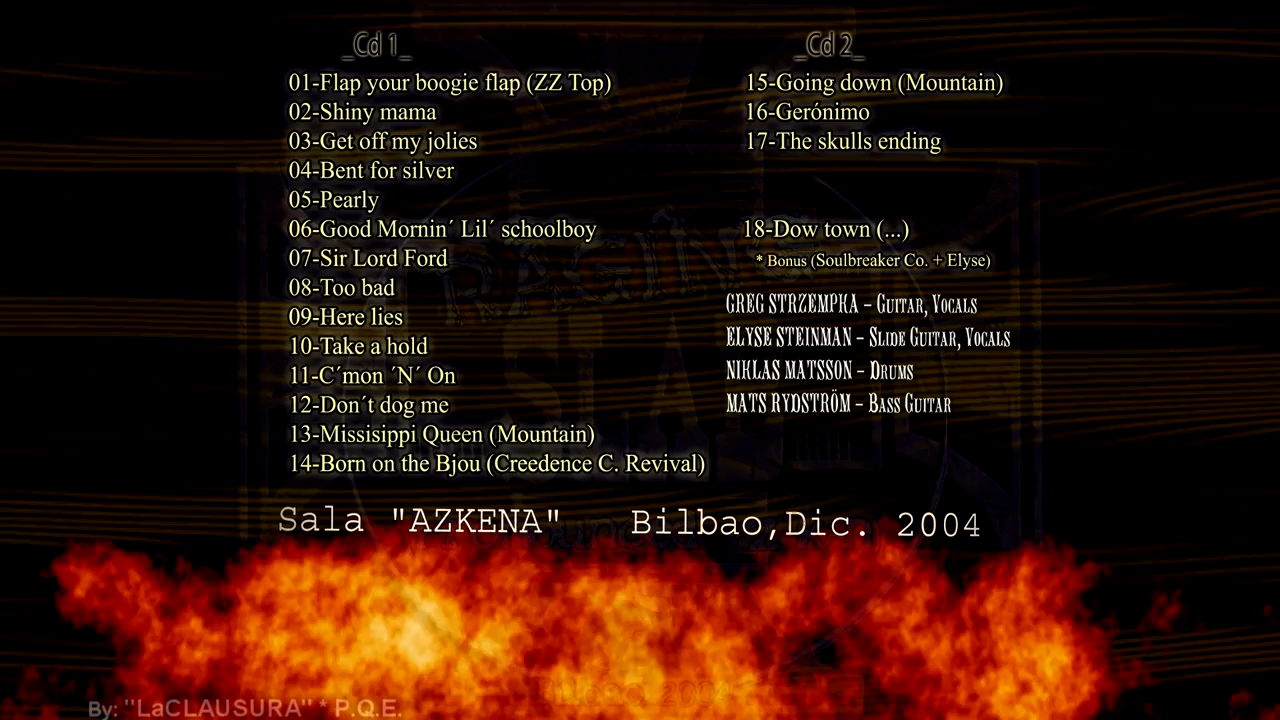 _Cd 1_
01-Flap your boogie flap (ZZ Top)
02-Shiny mama
03-Get off my jolies
04-Bent for silver
05-Pearly
06-Good Mornin´ Lil´ schoolboy
07-Sir Lord Ford
08-Too bad
09-Here lies
10-Take a hold
11-C´mon ´N´ On
12-Don´t dog me
13-Missisippi Queen (Mountain)
14-Born on the Bjou (Creedence C. Revival)
_Cd 2_
15-Going down (Mountain)
16-Gerónimo
17-The skulls ending
18-Dow town (...)
* Bonus (Soulbreaker Co. + Elyse)
GREG STRZEMPKA – Guitar, Vocals
ELYSE STEINMAN – Slide Guitar, Vocals
NIKLAS MATSSON – Drums
MATS RYDSTRÖM – Bass Guitar
RAGING
SLAB
Sala "AZKENA" Bilbao,Dic. 2004
Bilbao 2004
By: "LaCLAUSURA" * P.Q.E.